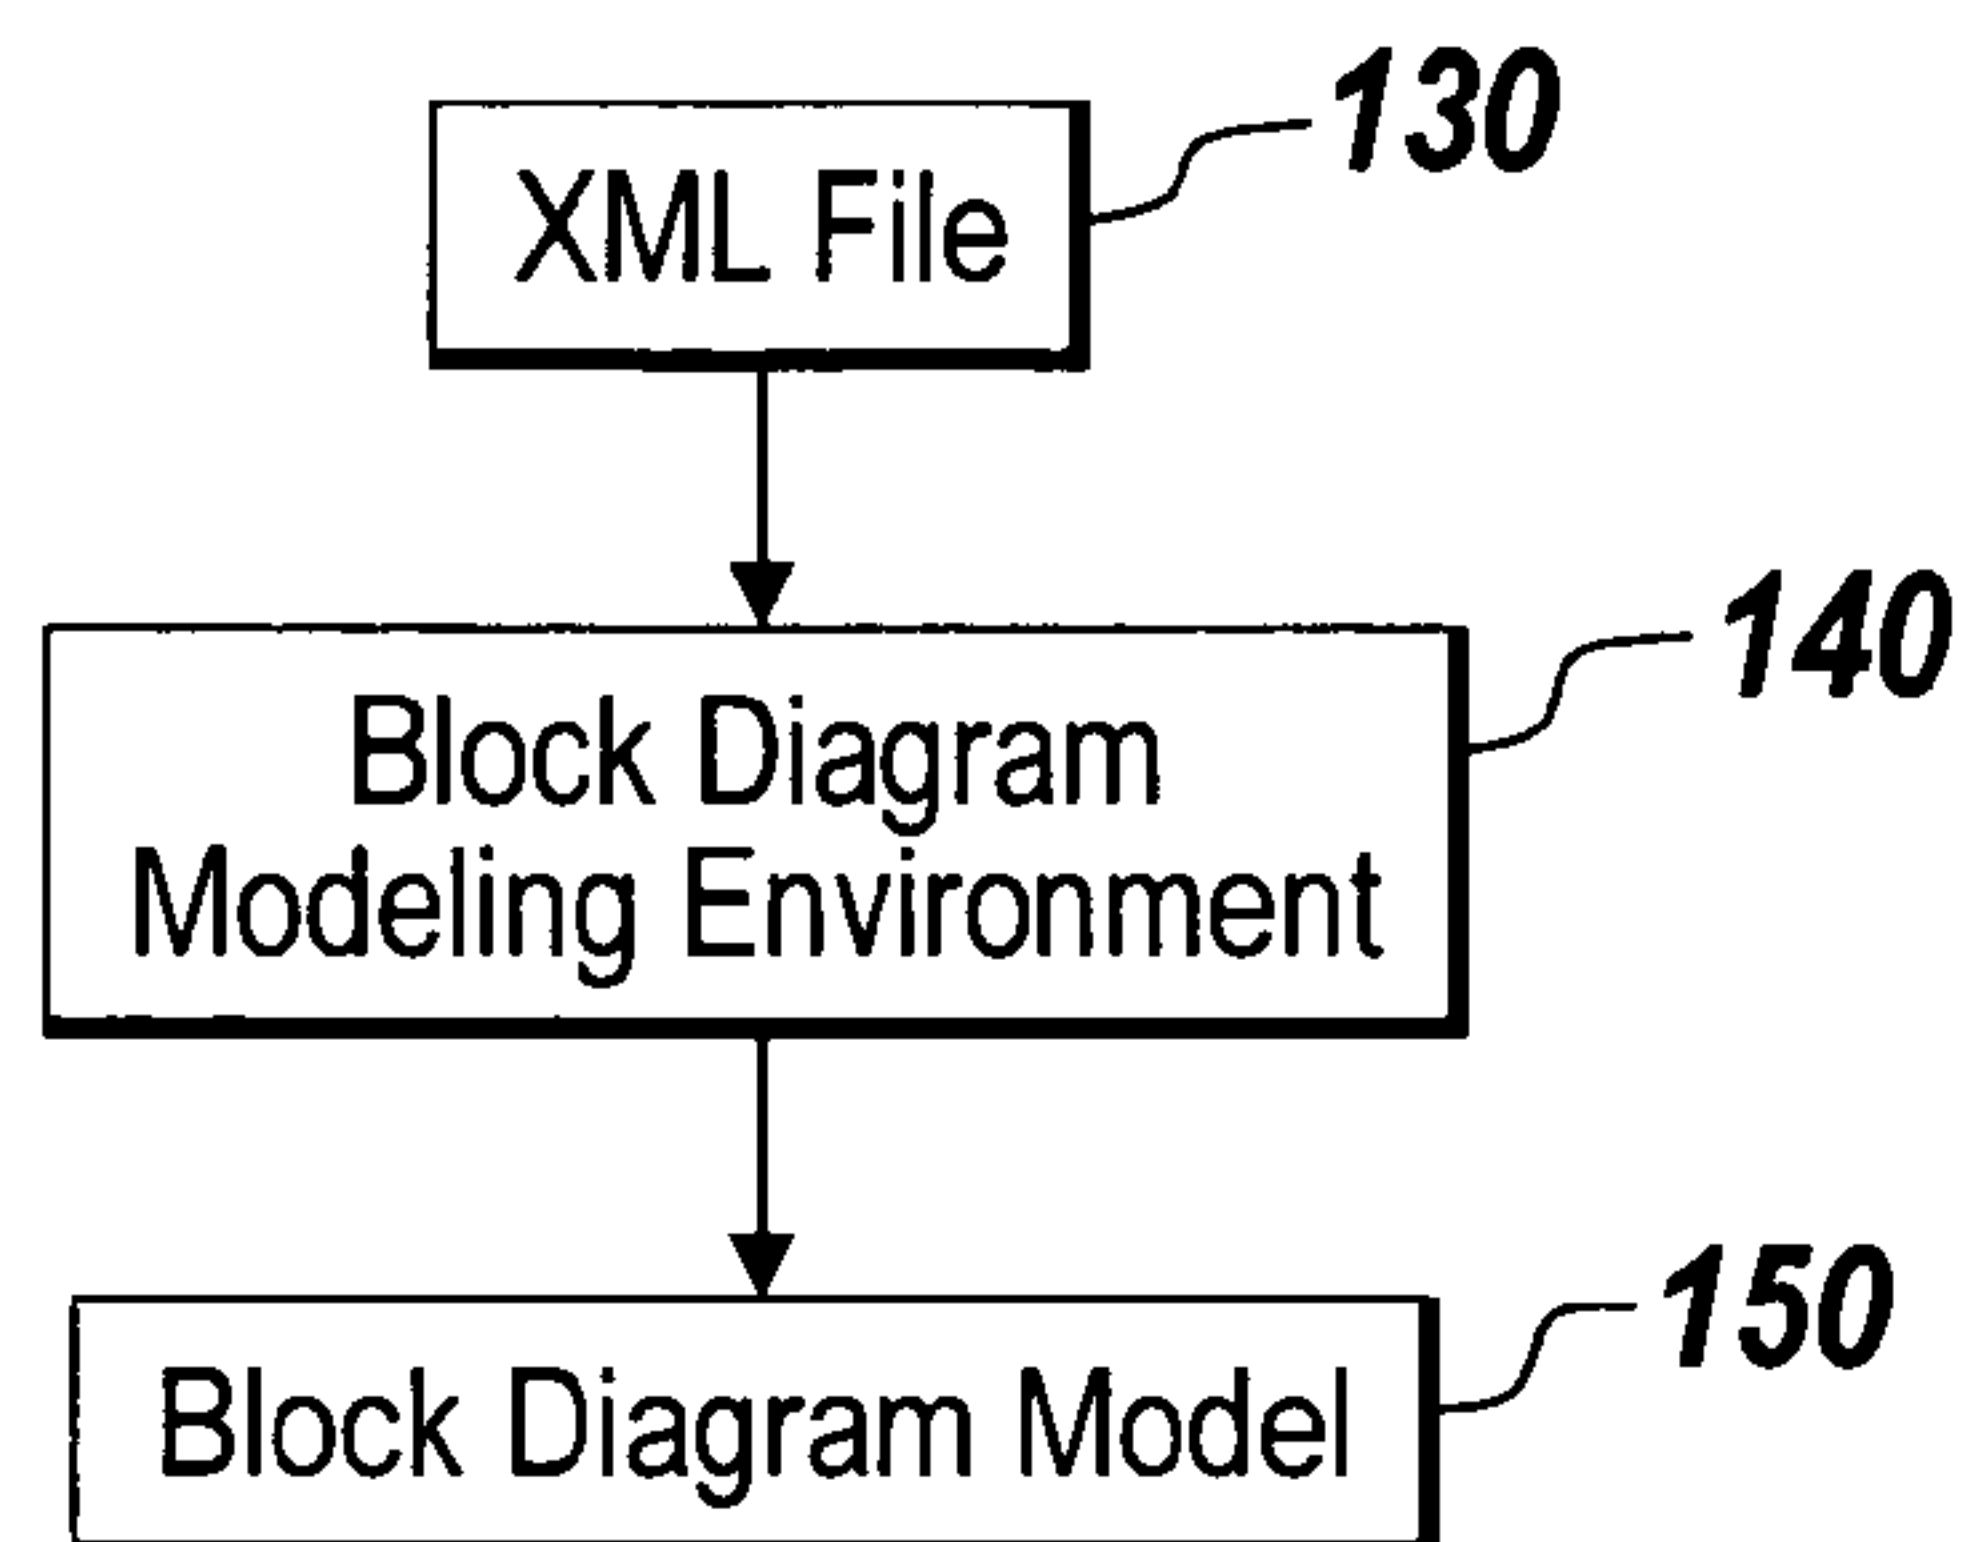 XML File
130
Block Diagram
Modeling Environment
140
Block Diagram Model
150